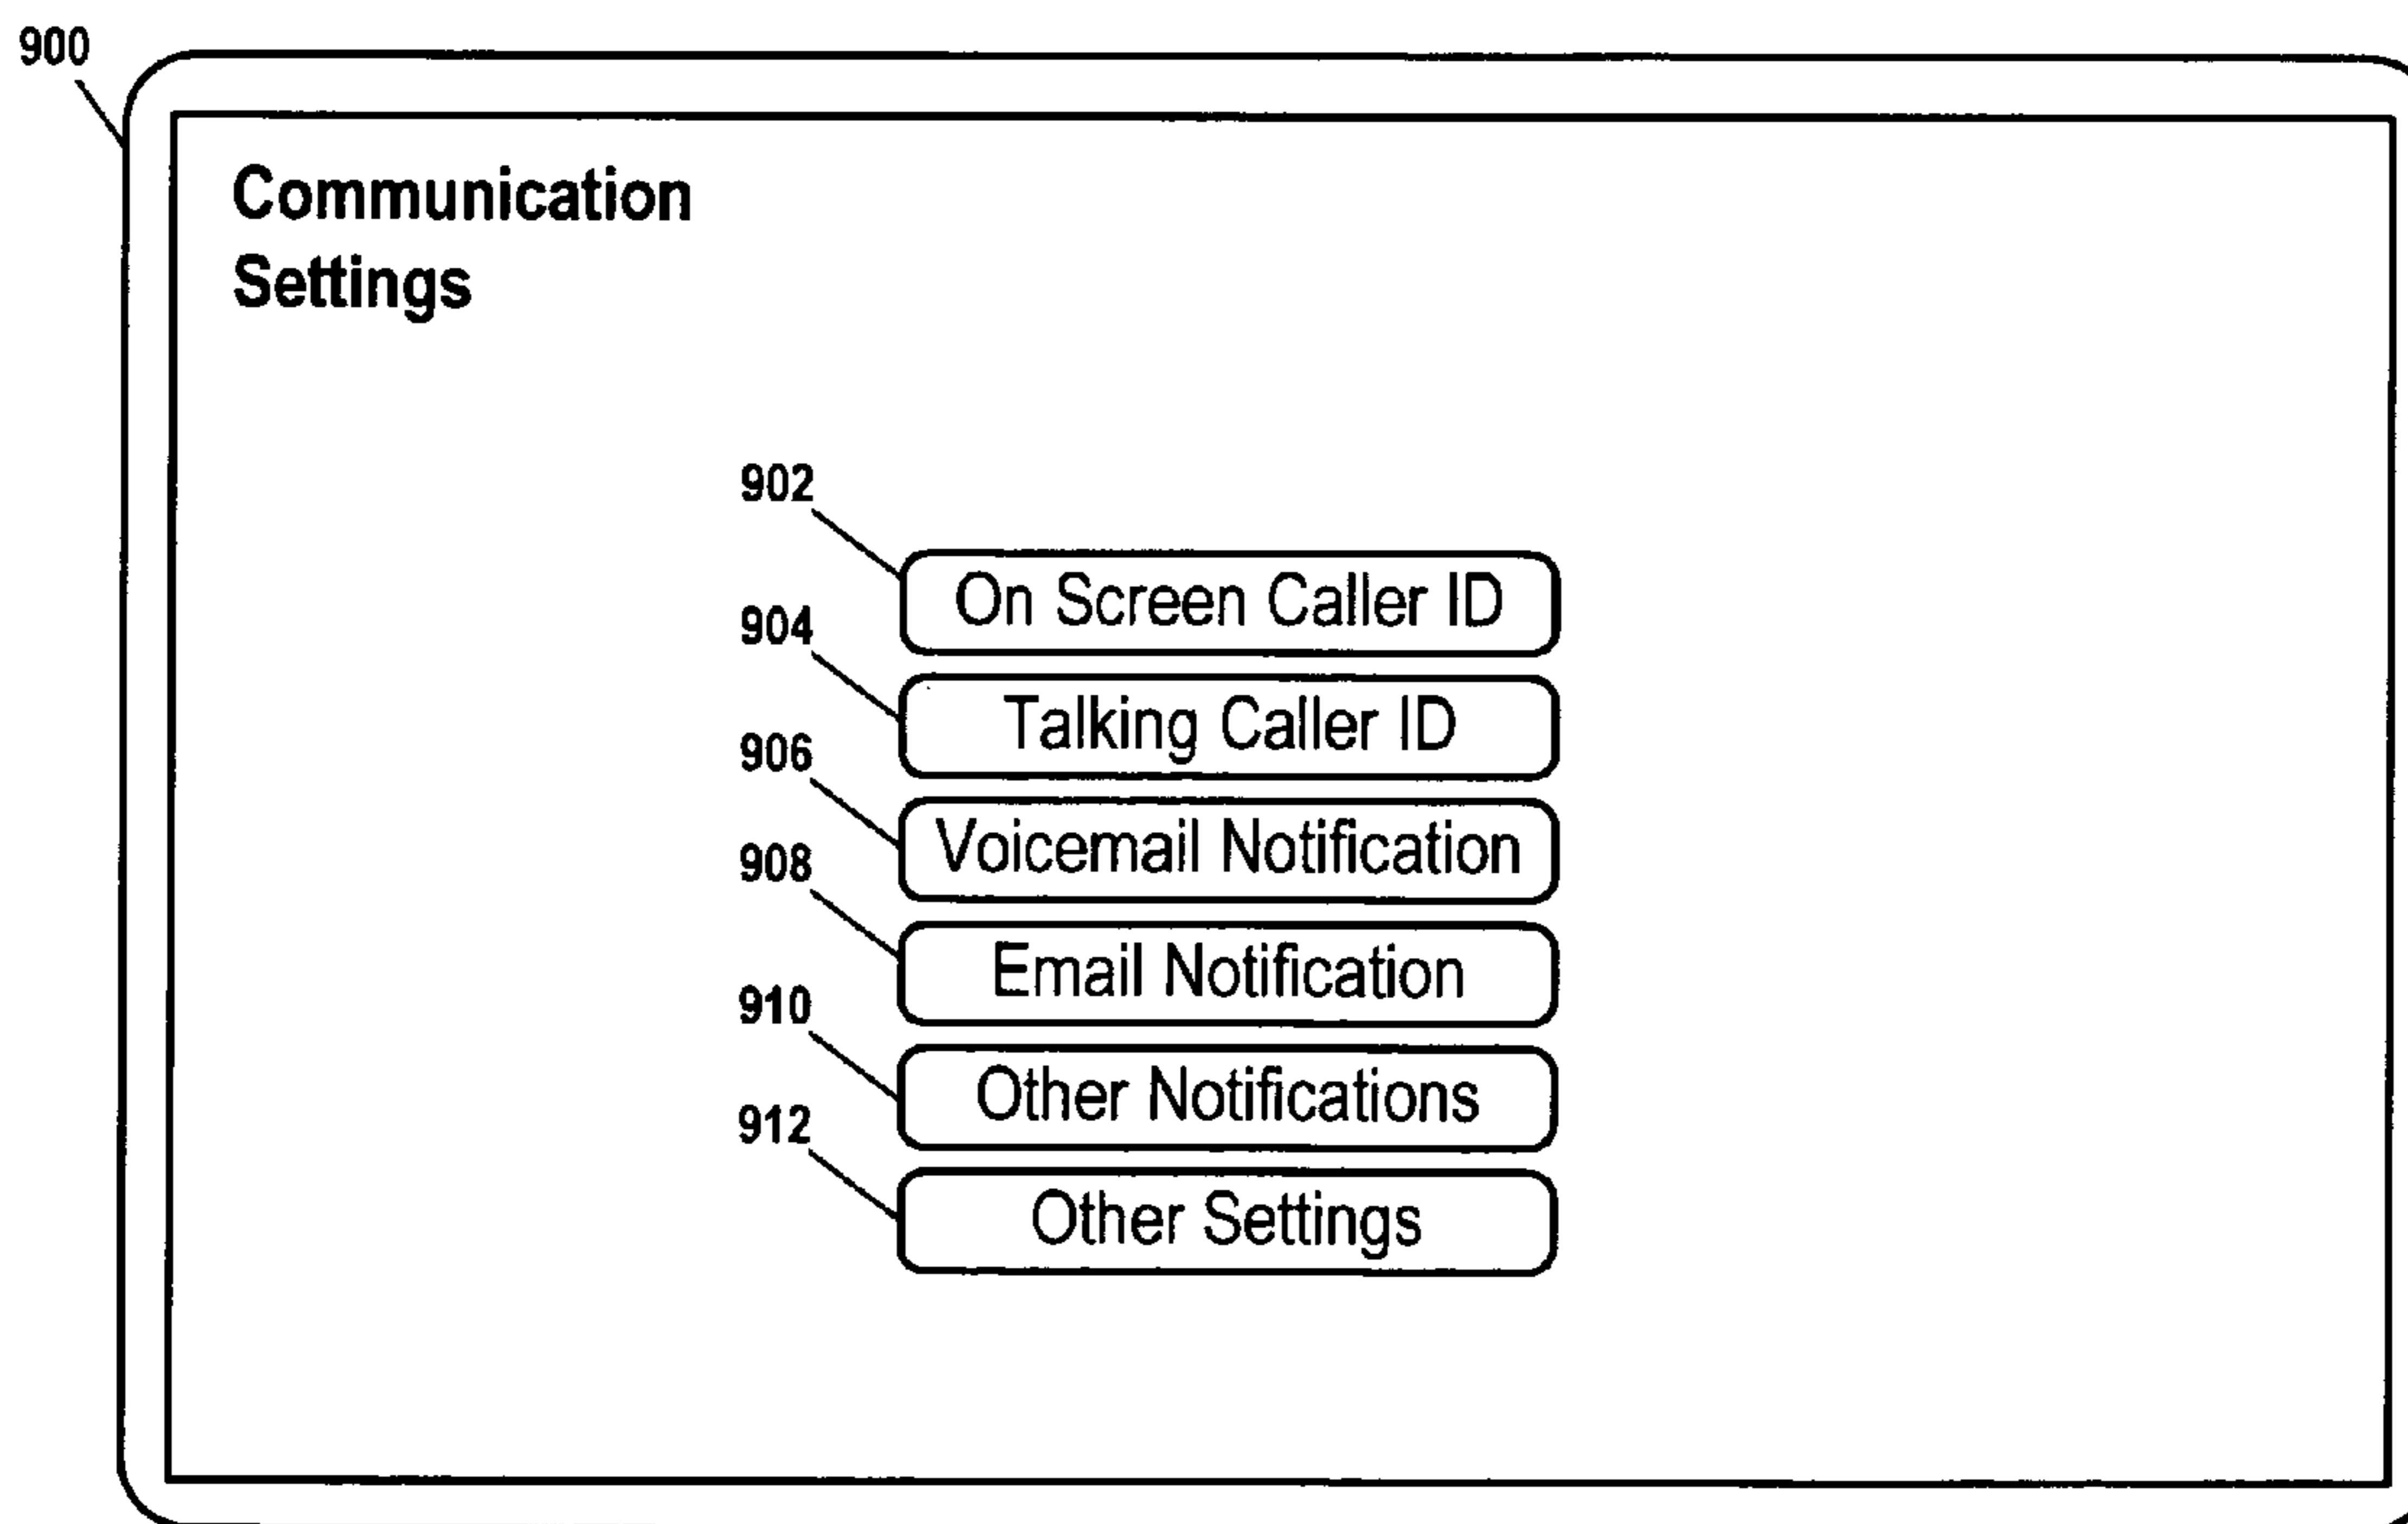 900
Communication
Settings
902
On Screen Caller ID
904
Talking Caller ID
906
Voicemail Notification
908
Email Notification
910
Other Notifications
912
Other Settings